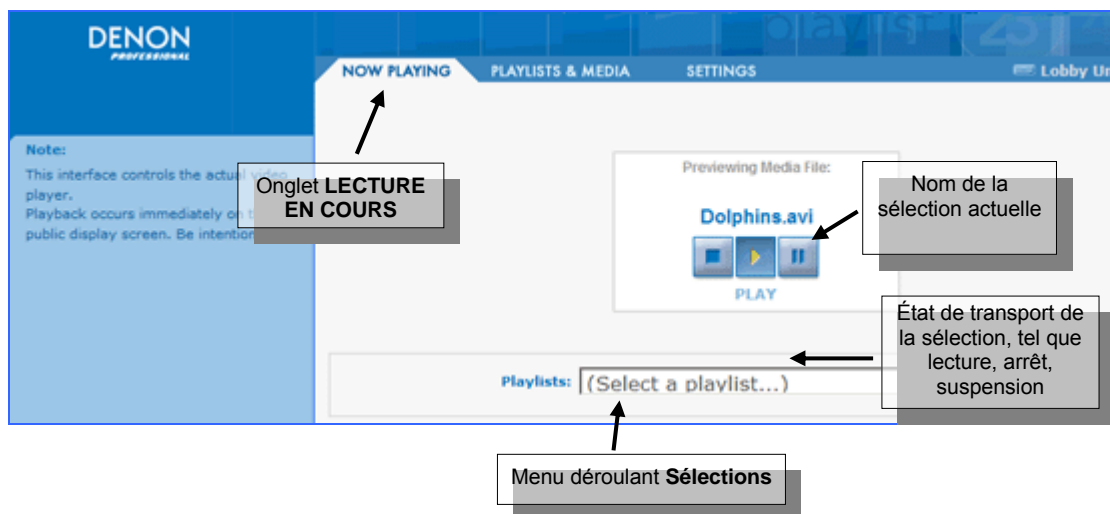 DENON
PROFESSIONAL
playlist
NOW PLAYING PLAYLISTS & MEDIA SETTINGS Lobby
Note:
This interface controls the actual video
player.
Playback occurs immediately on
public display screen. Be
Onglet LECTURE
EN COURS
Previewing Media File:
Dolphins.avi
PLAY
Nom de la
sélection actuelle
État de transport de
la sélection, tel que
lecture, arrêt,
suspension
Playlists: (Select a playlist...)
Menu déroulant Sélections